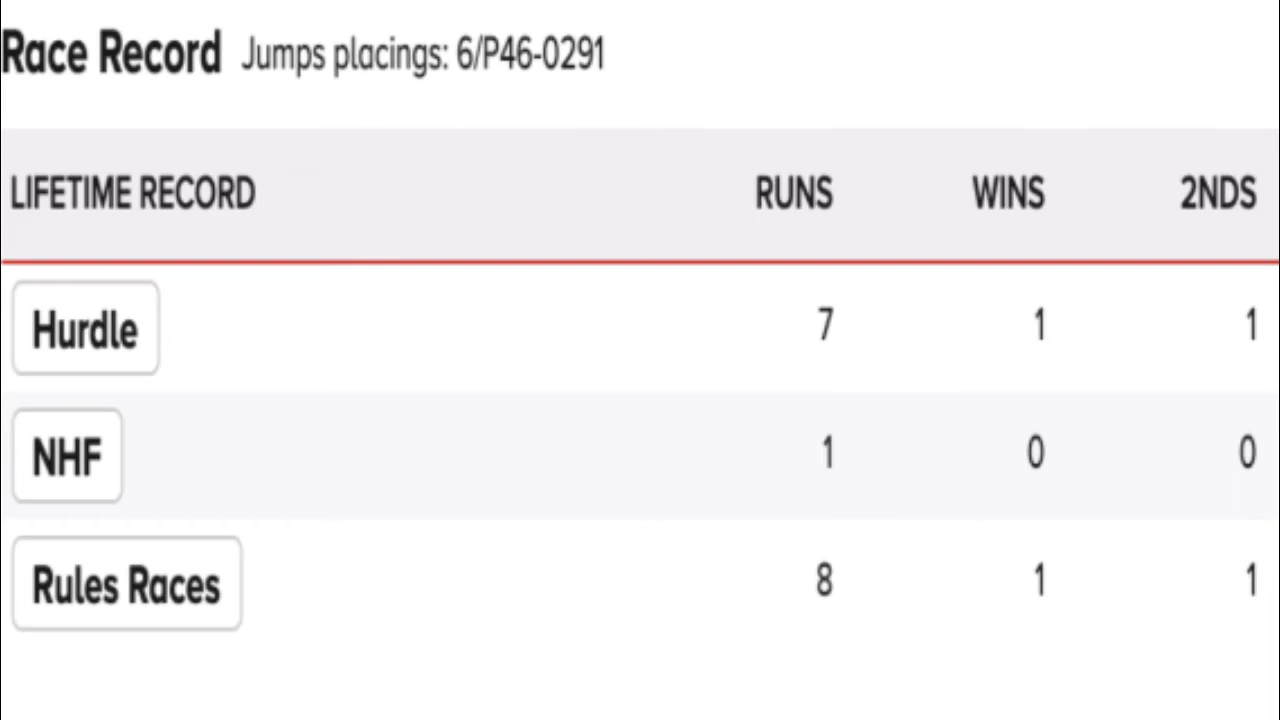 Race Record Jumps placings: 6/P46-0291
LIFETIME RECORD RUNS WINS 2NDS
Hurdle 7 1 1
NHF 1 0 0
Rules Races 8 1 1